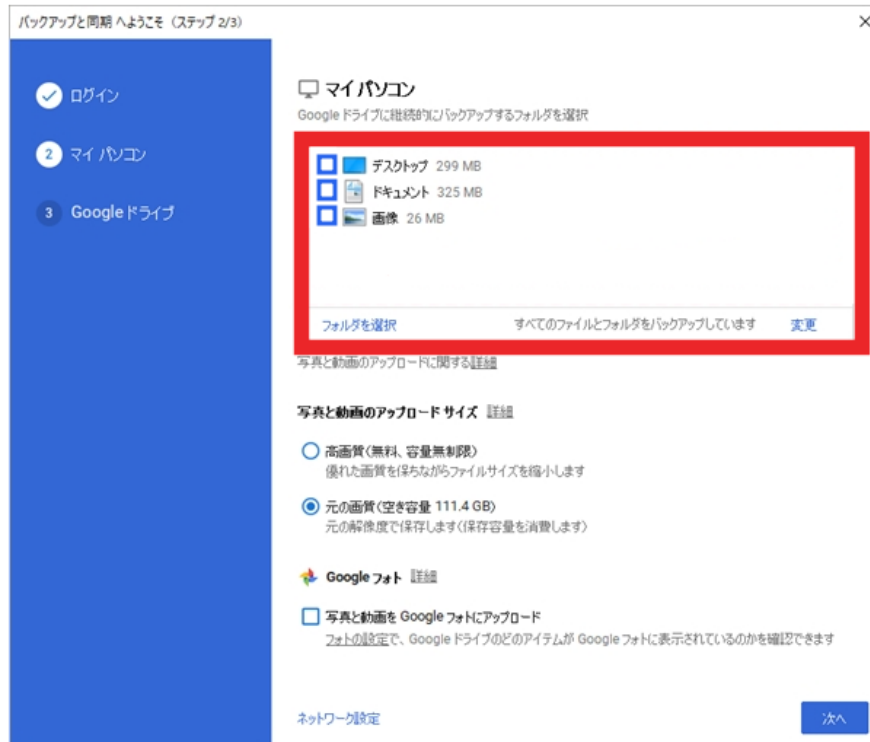 バックアップと同期 へようこそ（ステップ 2/3）
ログイン
2 マイ パソコン
3 Google ドライブ
マイ パソコン
Google ドライブに継続的にバックアップするフォルダを選択
デスクトップ 299 MB
ドキュメント 325 MB
画像 26 MB
フォルダを選択 すべてのファイルとフォルダをバックアップしています 変更
写真と動画のアップロードに関する詳細
写真と動画のアップロード サイズ 詳細
高画質（無料、容量無制限）
優れた画質を保ちながらファイルサイズを縮小します
元の画質（空き容量 111.4 GB）
元の解像度で保存します（保存容量を消費します）
Google フォト 詳細
写真と動画を Google フォトにアップロード
フォトの設定で、Google ドライブのどのアイテムが Google フォトに表示されているのかを確認できます
ネットワーク設定
次へ